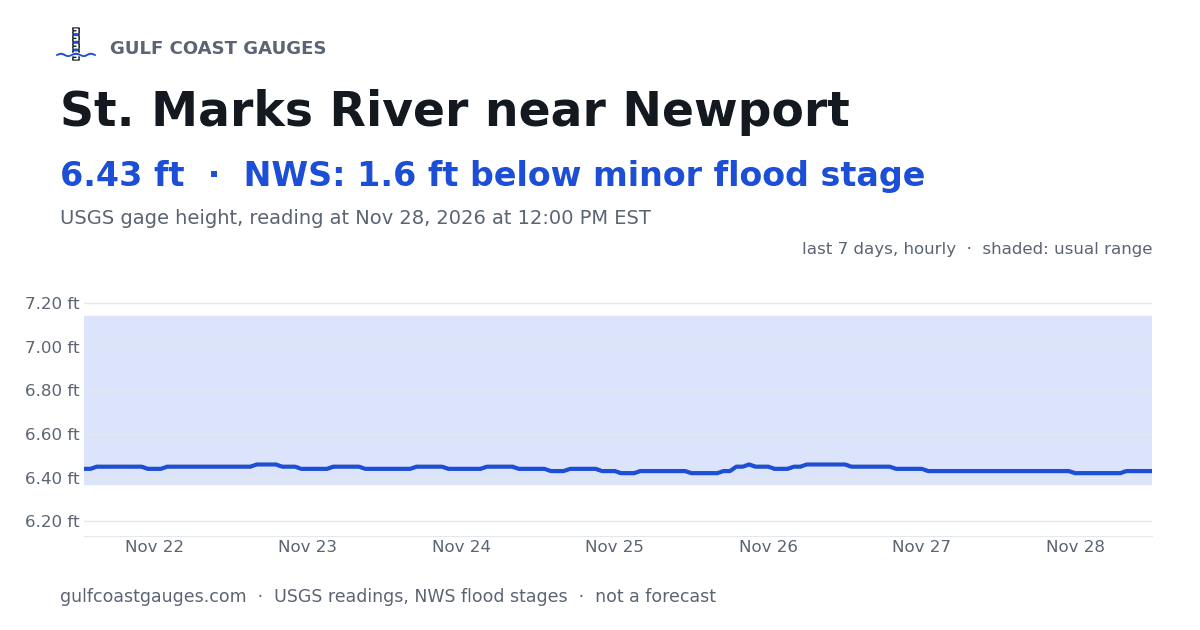 GULF COAST GAUGES
St. Marks River near Newport
6.43 ft · NWS: 1.6 ft below minor flood stage
USGS gage height, reading at Nov 28, 2026 at 12:00 PM EST
last 7 days, hourly · shaded: usual range
7.20 ft
7.00 ft
6.80 ft
6.60 ft
6.40 ft
6.20 ft
Nov 22 Nov 23 Nov 24 Nov 25 Nov 26 Nov 27 Nov 28
gulfcoastgauges.com · USGS readings, NWS flood stages · not a forecast